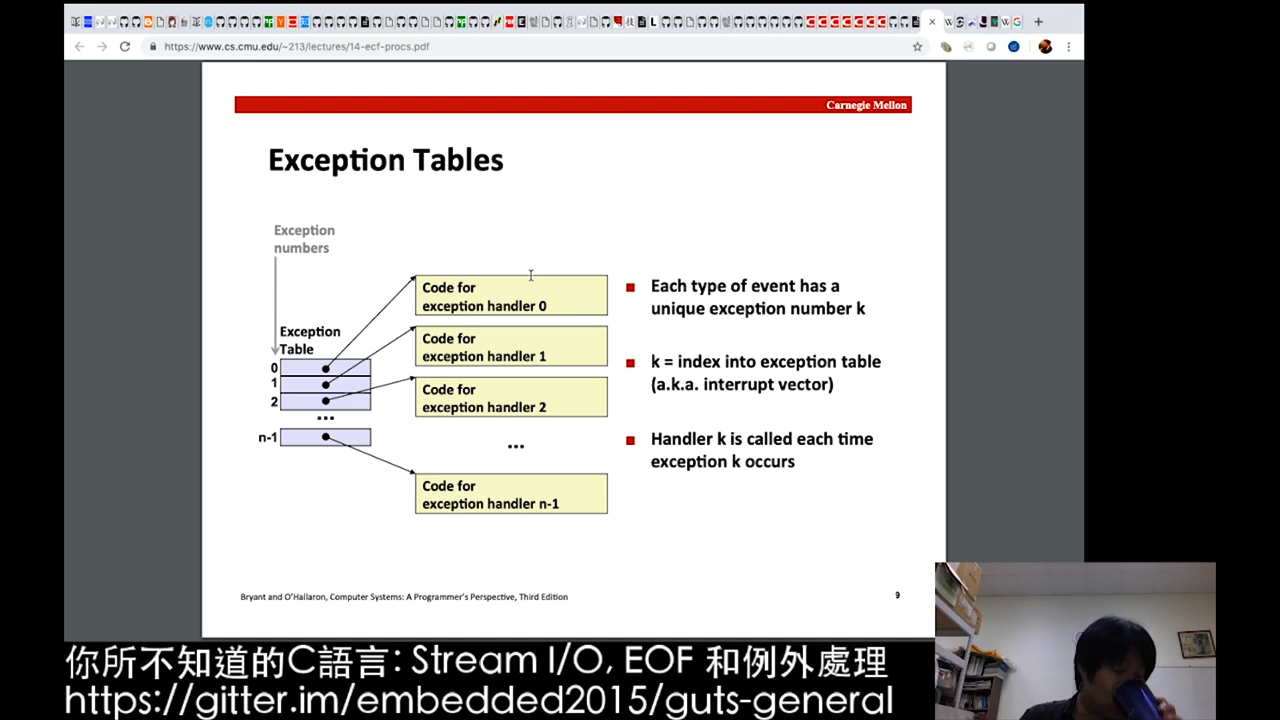 https://www.cs.cmu.edu/~213/lectures/14-ecf-procs.pdf
Carnegie Mellon
Exception Tables
Exception
numbers
Exception
Table
0
1
2
...
n-1
Code for
exception handler 0
Code for
exception handler 1
Code for
exception handler 2
...
Code for
exception handler n-1
Each type of event has a
unique exception number k
k = index into exception table
(a.k.a. interrupt vector)
Handler k is called each time
exception k occurs
Bryant and O'Hallaron, Computer Systems: A Programmer's Perspective, Third Edition
9
你所不知道的C語言: Stream I/O, EOF 和例外處理
https://gitter.im/embedded2015/guts-general